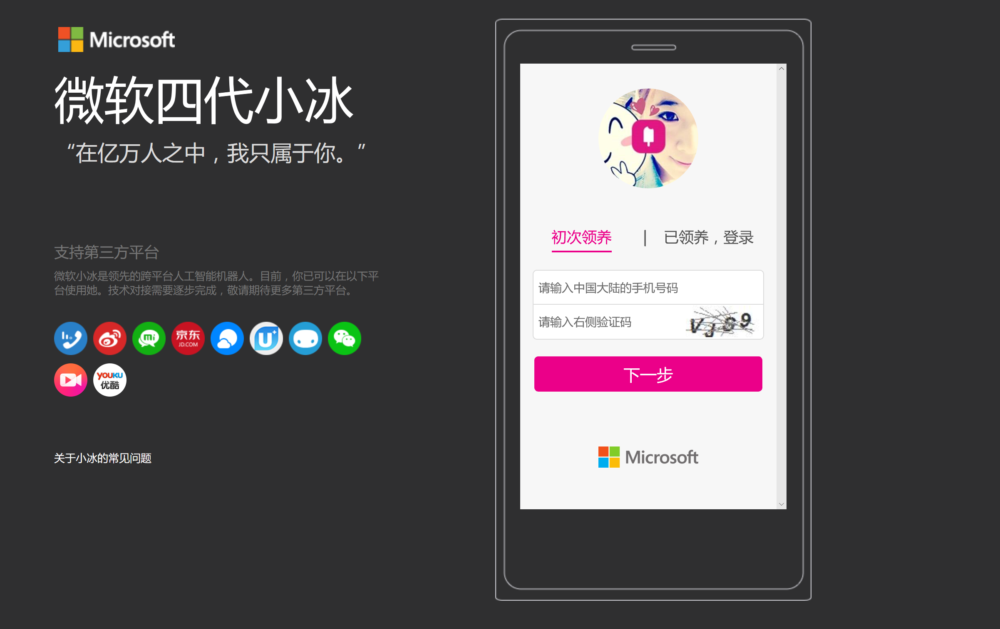 Microsoft
微软四代小冰
“在亿万人之中，我只属于你。”
支持第三方平台
微软小冰是领先的跨平台人工智能机器人。目前，你已可以在以下平
台使用她。技术对接需要逐步完成，敬请期待更多第三方平台。
mi
京东
JD.COM
U+
YOUKU
优酷
关于小冰的常见问题
初次领养 | 已领养，登录
请输入中国大陆的手机号码
请输入右侧验证码
下一步
Microsoft